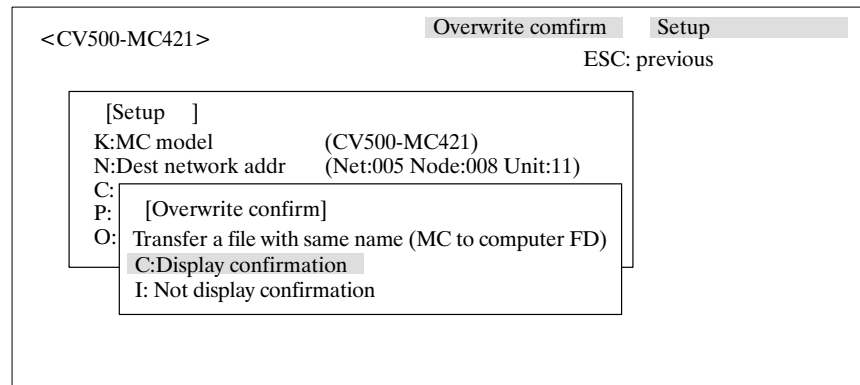 <CV500-MC421> Overwrite comfirm Setup
ESC: previous
[Setup ]
K:MC model (CV500-MC421)
N:Dest network addr (Net:005 Node:008 Unit:11)
C:
P:
O:
[Overwrite confirm]
Transfer a file with same name (MC to computer FD)
C:Display confirmation
I: Not display confirmation